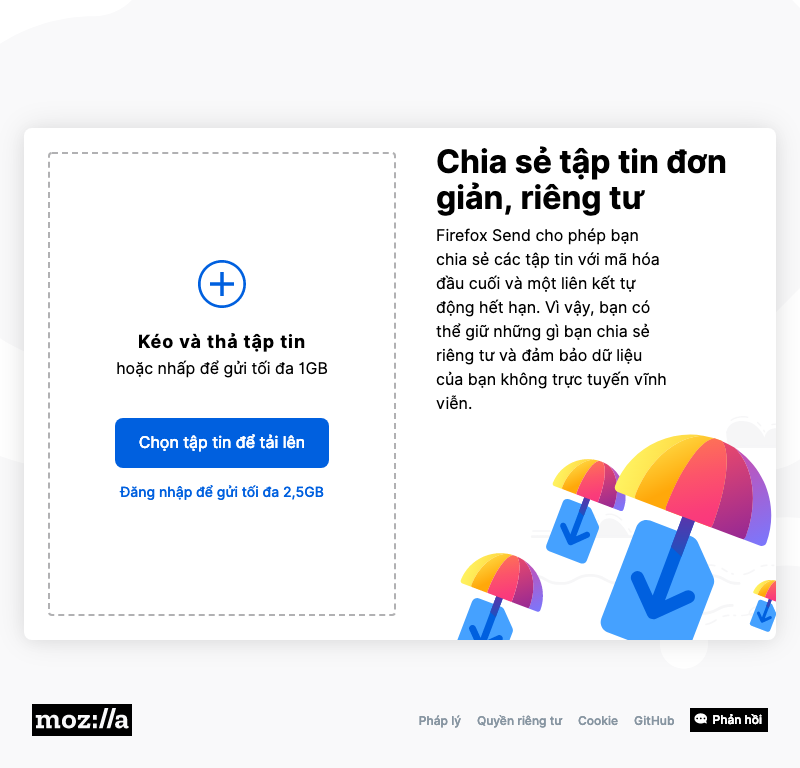 Kéo và thả tập tin
hoặc nhấp để gửi tối đa 1GB
Chọn tập tin để tải lên
Đăng nhập để gửi tối đa 2,5GB
Chia sẻ tập tin đơn
giản, riêng tư
Firefox Send cho phép bạn
chia sẻ các tập tin với mã hóa
đầu cuối và một liên kết tự
động hết hạn. Vì vậy, bạn có
thể giữ những gì bạn chia sẻ
riêng tư và đảm bảo dữ liệu
của bạn không trực tuyến vĩnh
viễn.
moz://a
Pháp lý Quyền riêng tư Cookie GitHub Phản hồi